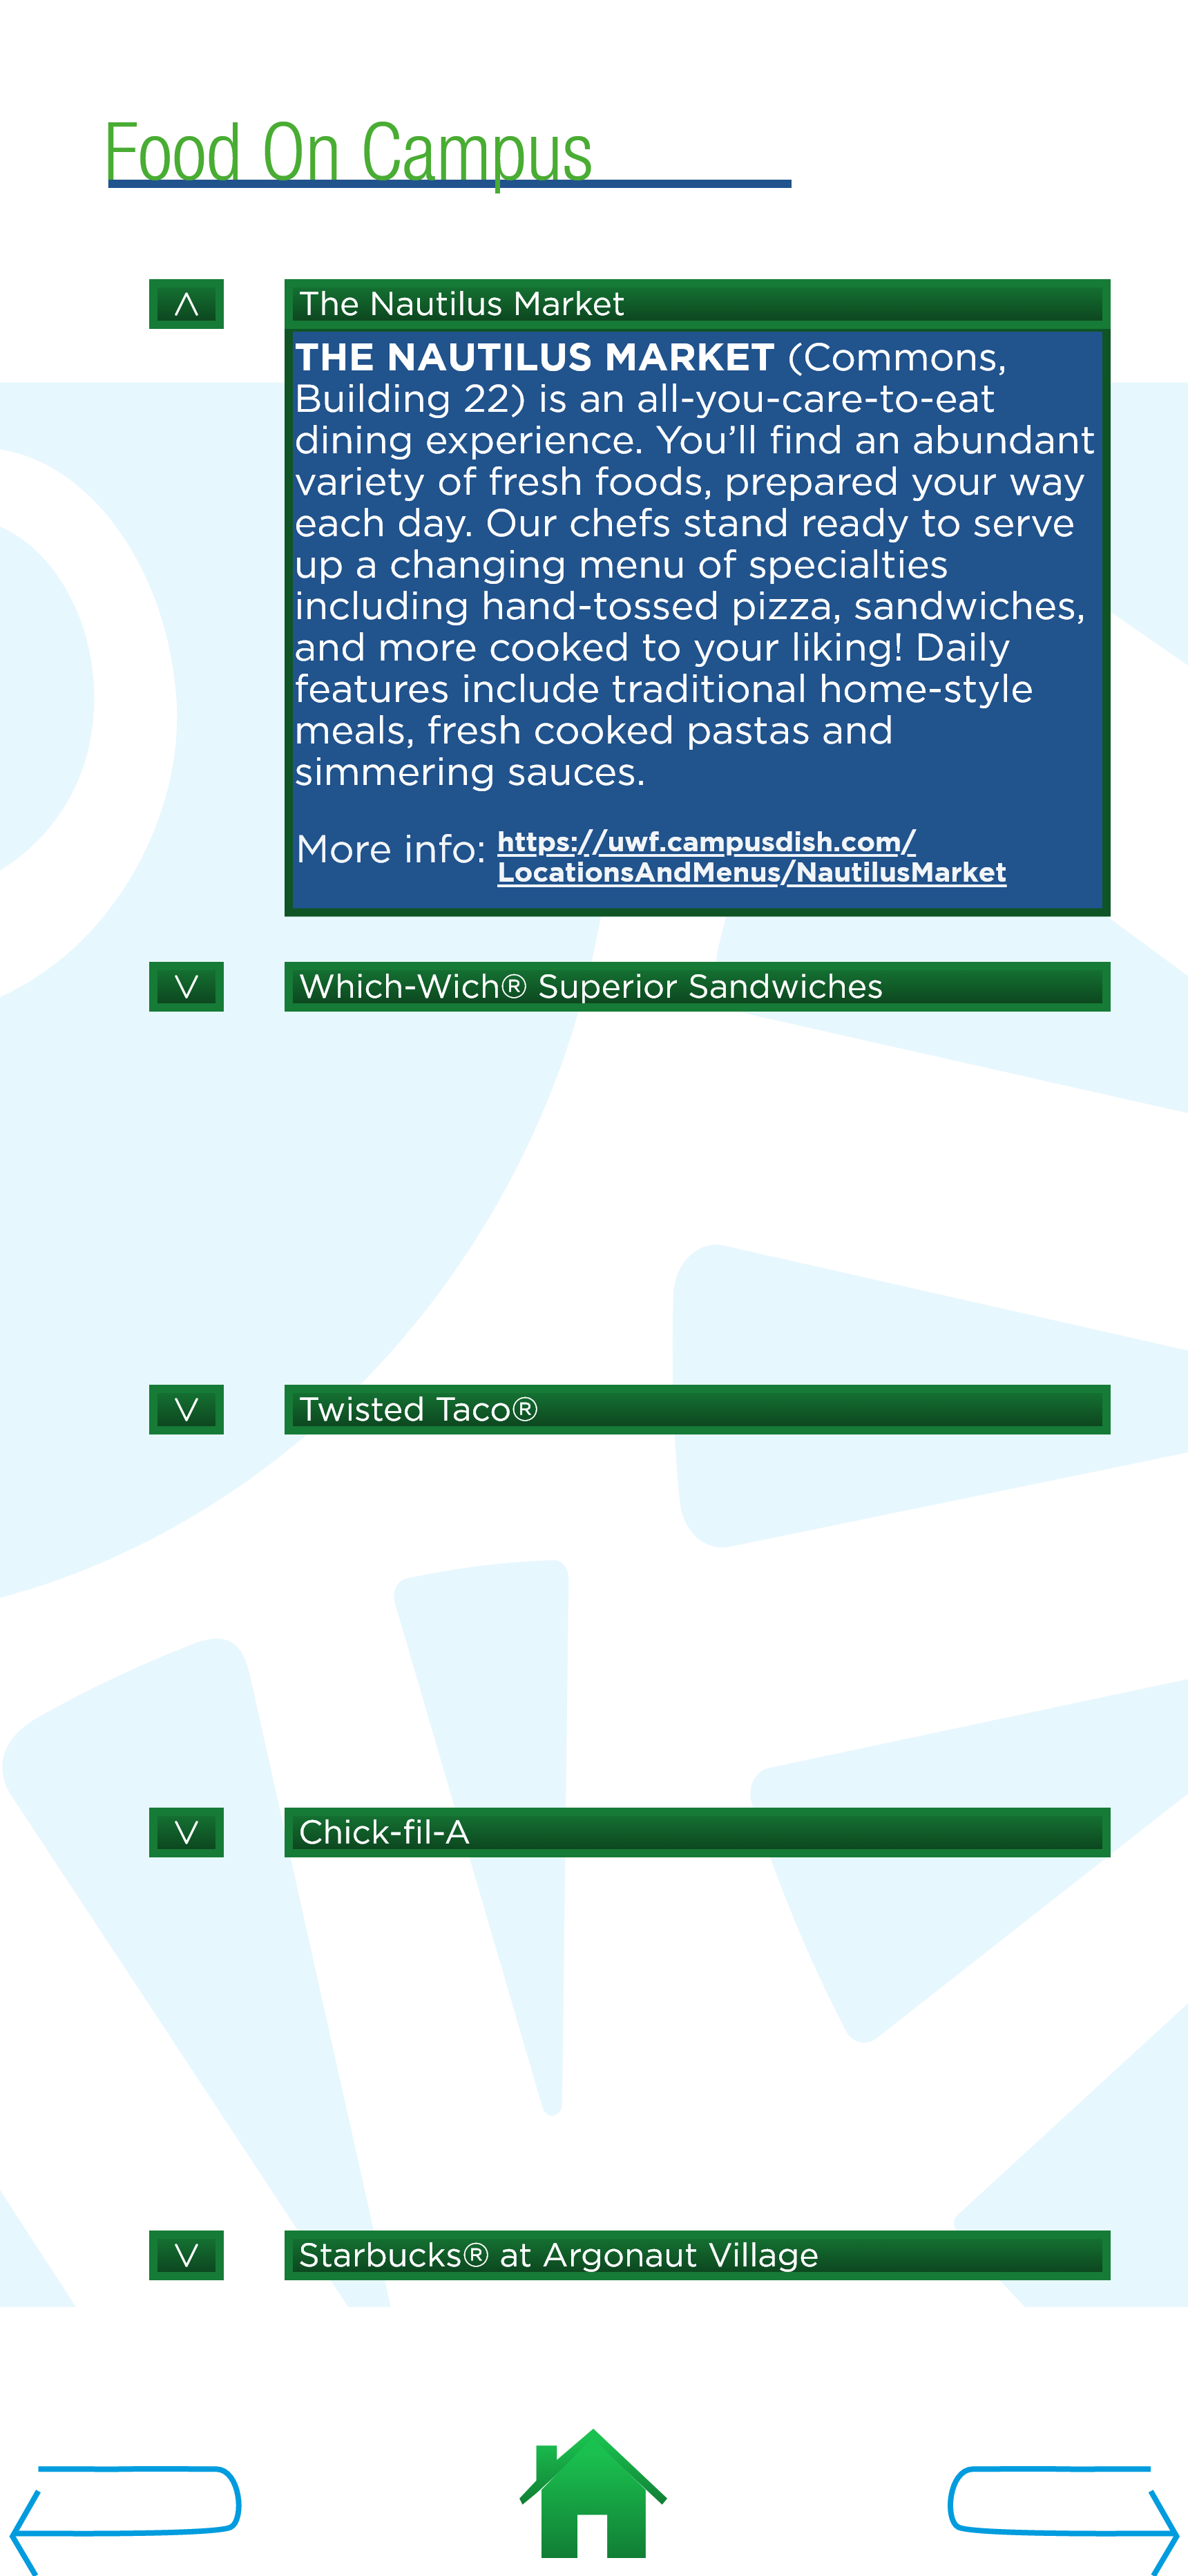 Food On Campus
The Nautilus Market
THE NAUTILUS MARKET (Commons,
Building 22) is an all-you-care-to-eat
dining experience. You’ll find an abundant
variety of fresh foods, prepared your way
each day. Our chefs stand ready to serve
up a changing menu of specialties
including hand-tossed pizza, sandwiches,
and more cooked to your liking! Daily
features include traditional home-style
meals, fresh cooked pastas and
simmering sauces.
More info: https://uwf.campusdish.com/
LocationsAndMenus/NautilusMarket
Which-Wich® Superior Sandwiches
Twisted Taco®
Chick-fil-A
Starbucks® at Argonaut Village